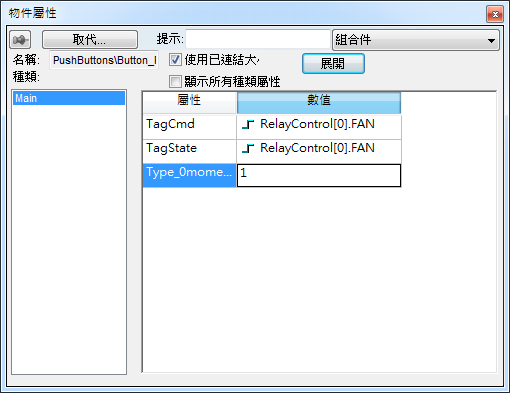 物件屬性
取代...
提示:
組合件
名稱:
PushButtons\Button_I
使用已連結大,
展開
種類:
顯示所有種類屬性
Main
屬性
數值
TagCmd
RelayControl[0].FAN
TagState
RelayControl[0].FAN
Type_0mome...
1